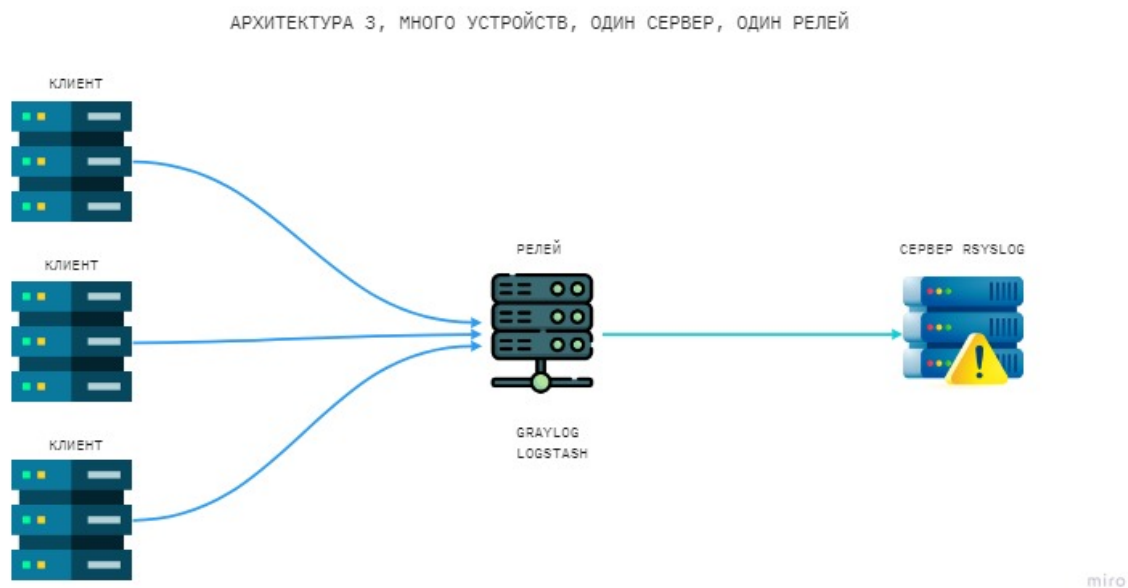 АРХИТЕКТУРА 3, МНОГО УСТРОЙСТВ, ОДИН СЕРВЕР, ОДИН РЕЛЕЙ
КЛИЕНТ
КЛИЕНТ
КЛИЕНТ
РЕЛЕЙ
GRAYLOG
LOGSTASH
СЕРВЕР RSYSLOG
miro